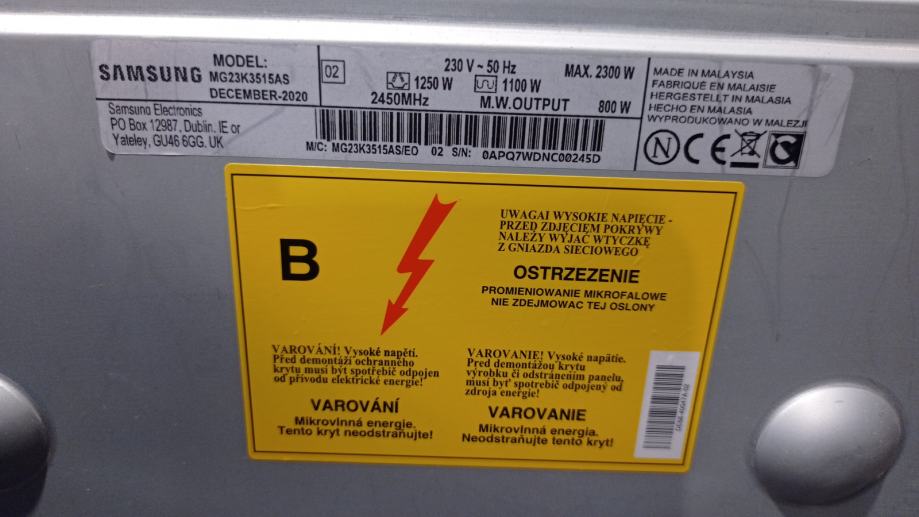 SAMSUNG
MODEL:
MG23K3515AS
DECEMBER-2020
Samsung Electronics
PO Box 12987, Dublin. IE or
Yateley, GU46 6GG. UK
02
230 V ~ 50 Hz
1250 W
1100 W
MAX. 2300 W
2450MHz
M.W.OUTPUT
800 W
M/C: MG23K3515AS/EO 02 S/N: 0APQ7WDNC00245D
MADE IN MALAYSIA
FABRIQUÉ EN MALAISIE
HERGESTELLT IN MALASIA
HECHO EN MALASIA
WYPRODUKOWANO W MALEZJI
N CE C
B
UWAGAI WYSOKIE NAPIĘCIE -
PRZED ZDJĘCIEM POKRYWY
NALEŻY WYJĄĆ WTYCZKĘ
Z GNIAZDA SIECIOWEGO
OSTRZEZENIE
PROMIENIOWANIE MIKROFALOWE
NIE ZDEJMOWAC TEJ OSLONY
VAROVÁNÍ! Vysoké napětí.
Před demontáží ochranného
krytu musí být spotřebič odpojen
od přívodu elektrické energie!
VAROVÁNÍ
Mikrovlnná energie.
Tento kryt neodstraňujte!
VAROVANIE! Vysoké napätie.
Pred demontážou krytu
výrobku či odstránením panelu,
musí byť spotrebič odpojený od
zdroja energie!
VAROVANIE
Mikrovlnná energia.
Neodstraňujte tento kryt!